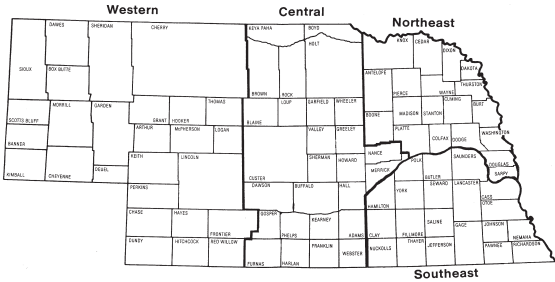 Western
Central
Northeast
DAWES
SHERIDAN
CHERRY
KEYA PAHA
BOYD
HOLT
KNOX
CEDAR
DIXON
DAKOTA
SIOUX
BOX BUTTE
BROWN
ROCK
ANTELOPE
PIERCE
WAYNE
THURSTON
SCOTTS BLUFF
MORRILL
GARDEN
GRANT
HOOKER
THOMAS
BLAINE
LOUP
GARFIELD
WHEELER
BOONE
MADISON
STANTON
CUMING
BURT
BANNER
ARTHUR
McPHERSON
LOGAN
VALLEY
GREELEY
PLATTE
COLFAX
DODGE
WASHINGTON
KIMBALL
CHEYENNE
DEUEL
KEITH
LINCOLN
CUSTER
SHERMAN
HOWARD
NANCE
MERRICK
POLK
BUTLER
SAUNDERS
DOUGLAS
SARPY
PERKINS
DAWSON
BUFFALO
HALL
HAMILTON
YORK
SEWARD
LANCASTER
CASS
OTOE
CHASE
HAYES
FRONTIER
GOSPER
PHELPS
KEARNEY
ADAMS
CLAY
FILLMORE
SALINE
GAGE
JOHNSON
NEMAHA
DUNDY
HITCHCOCK
RED WILLOW
FURNAS
HARLAN
FRANKLIN
WEBSTER
NUCKOLLS
THAYER
JEFFERSON
PAWNEE
RICHARDSON
Southeast